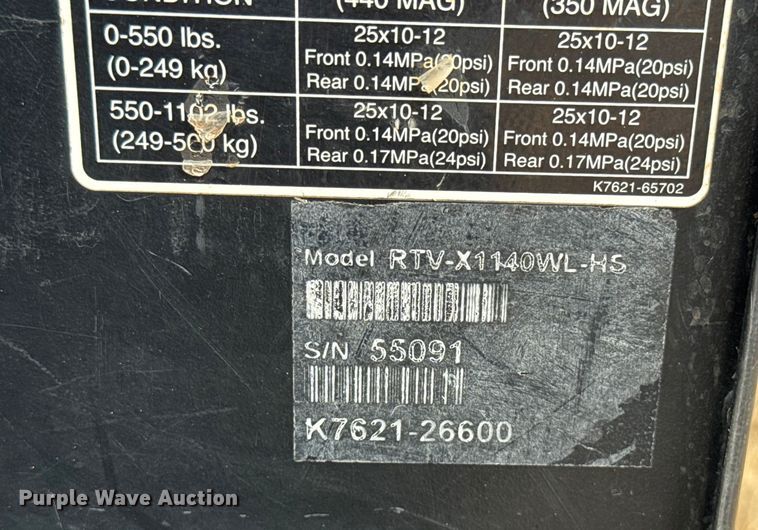 CONDITION (440 MAG) (350 MAG)
0-550 lbs. 25x10-12 25x10-12
(0-249 kg) Front 0.14MPa(20psi) Front 0.14MPa(20psi)
Rear 0.14MPa(20psi) Rear 0.14MPa(20psi)
550-1102 lbs. 25x10-12 25x10-12
(249-500 kg) Front 0.14MPa(20psi) Front 0.14MPa(20psi)
Rear 0.17MPa(24psi) Rear 0.17MPa(24psi)
K7621-65702
Model RTV-X1140WL-HS
S/N 55091
K7621-26600
Purple Wave Auction